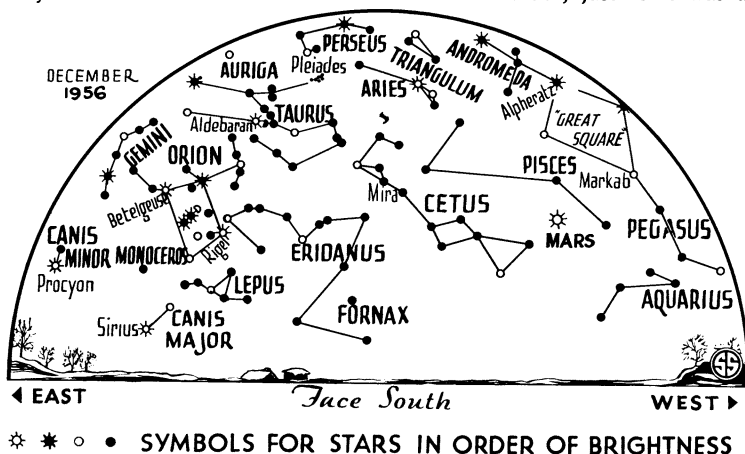 DECEMBER
1956
PERSEUS
Pleiades
AURIGA
TRIANGULUM
ANDROMEDA
ARIES
Alpheratz
TAURUS
Aldebaran
"GREAT
SQUARE"
GEMINI
ORION
Betelgeuse
PISCES
Markab
Mira
CETUS
PEGASUS
CANIS
MINOR
Procyon
MONOCEROS
Rigel
ERIDANUS
MARS
LEPUS
FORNAX
AQUARIUS
Sirius
CANIS
MAJOR
EAST
Face South
WEST
SYMBOLS FOR STARS IN ORDER OF BRIGHTNESS